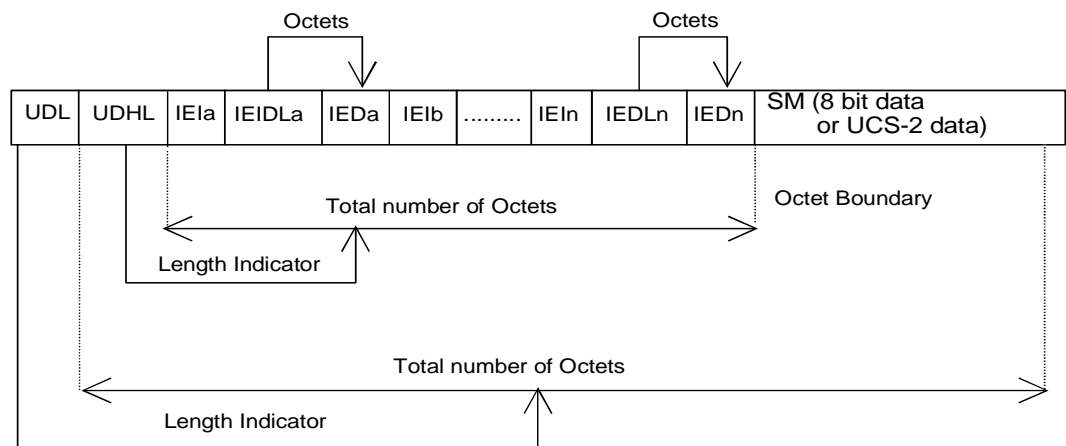 Octets
Octets
UDL UDHL IEIa IEIDLa IEDa IEIb ......... IEIn IEDLn IEDn SM (8 bit data
or UCS-2 data)
Total number of Octets
Octet Boundary
Length Indicator
Total number of Octets
Length Indicator